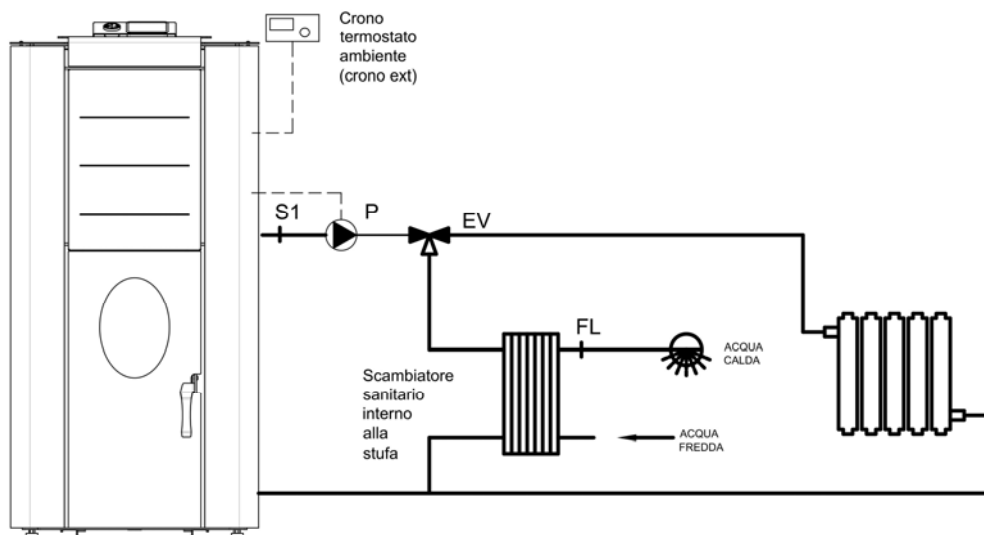 Crono
termostato
ambiente
(crono ext)
S1
P
EV
FL
ACQUA
CALDA
Scambiatore
sanitario
interno
alla
stufa
ACQUA
FREDDA